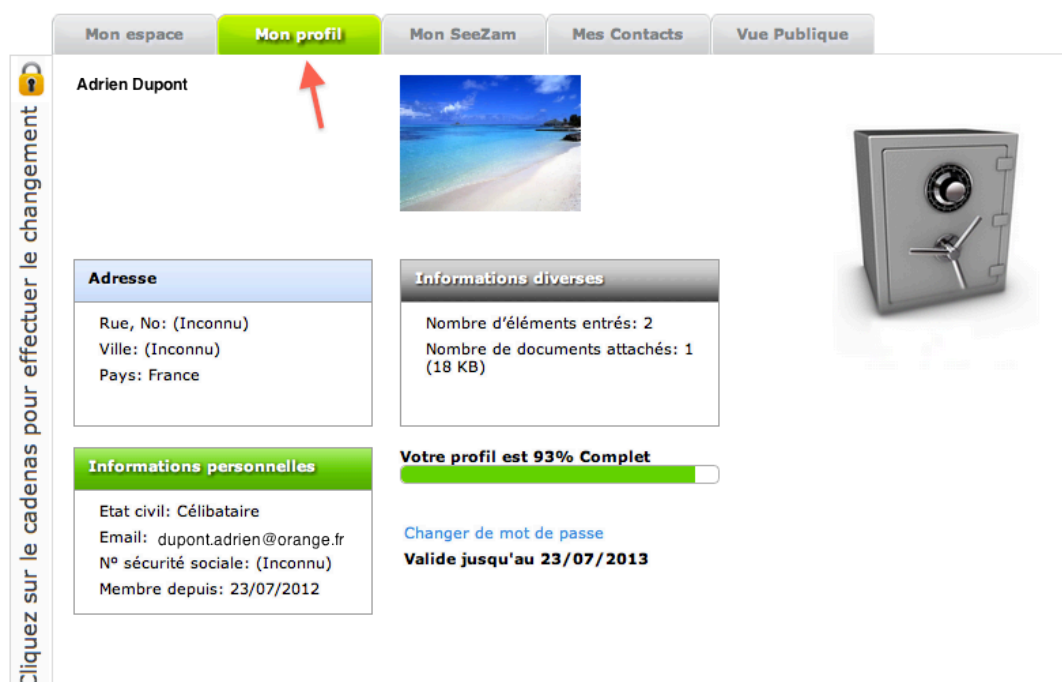 Mon espace
Mon profil
Mon SeeZam
Mes Contacts
Vue Publique
Cliquez sur le cadenas pour effectuer le changement
Adrien Dupont
Adresse
Rue, No: (Inconnu)
Ville: (Inconnu)
Pays: France
Informations diverses
Nombre d’éléments entrés: 2
Nombre de documents attachés: 1
(18 KB)
Informations personnelles
Etat civil: Célibataire
Email: dupont.adrien@orange.fr
Nº sécurité sociale: (Inconnu)
Membre depuis: 23/07/2012
Votre profil est 93% Complet
Changer de mot de passe
Valide jusqu'au 23/07/2013